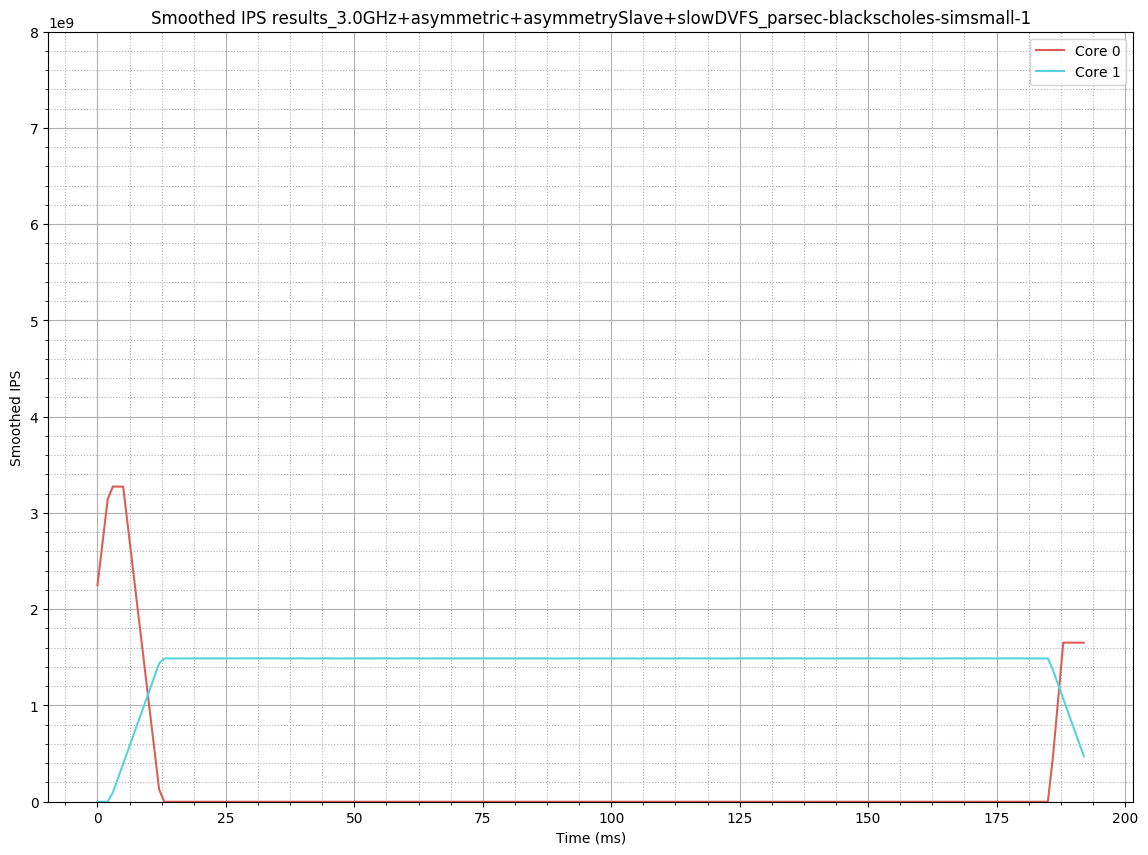 Smoothed IPS results_3.0GHz+asymmetric+asymmetrySlave+slowDVFS_parsec-blackscholes-simsmall-1
1e9
Core 0
Core 1
8
7
6
5
4
3
2
1
0
Smoothed IPS
0 25 50 75 100 125 150 175 200
Time (ms)